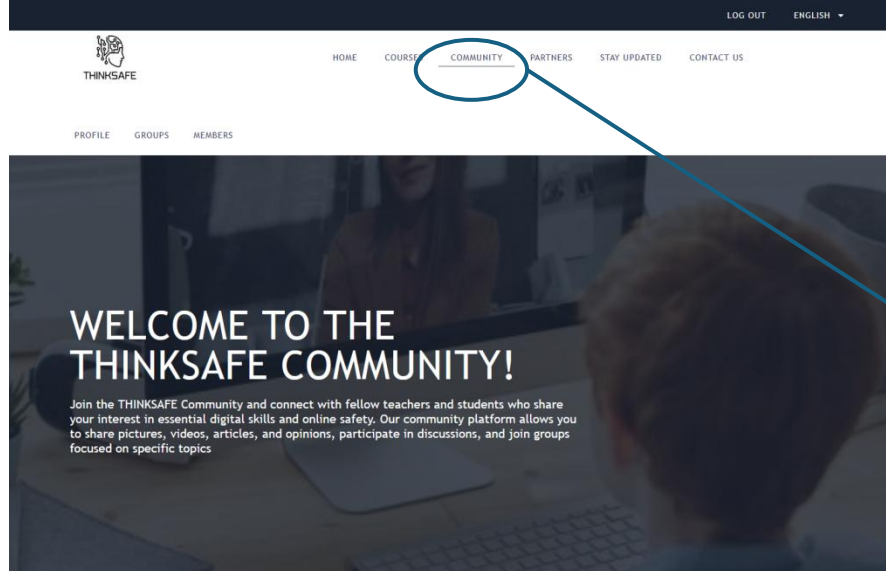 LOG OUT ENGLISH
THINKSAFE
HOME COURSES COMMUNITY PARTNERS STAY UPDATED CONTACT US
PROFILE GROUPS MEMBERS
WELCOME TO THE
THINKSAFE COMMUNITY!
Join the THINKSAFE Community and connect with fellow teachers and students who share
your interest in essential digital skills and online safety. Our community platform allows you
to share pictures, videos, articles, and opinions, participate in discussions, and join groups
focused on specific topics